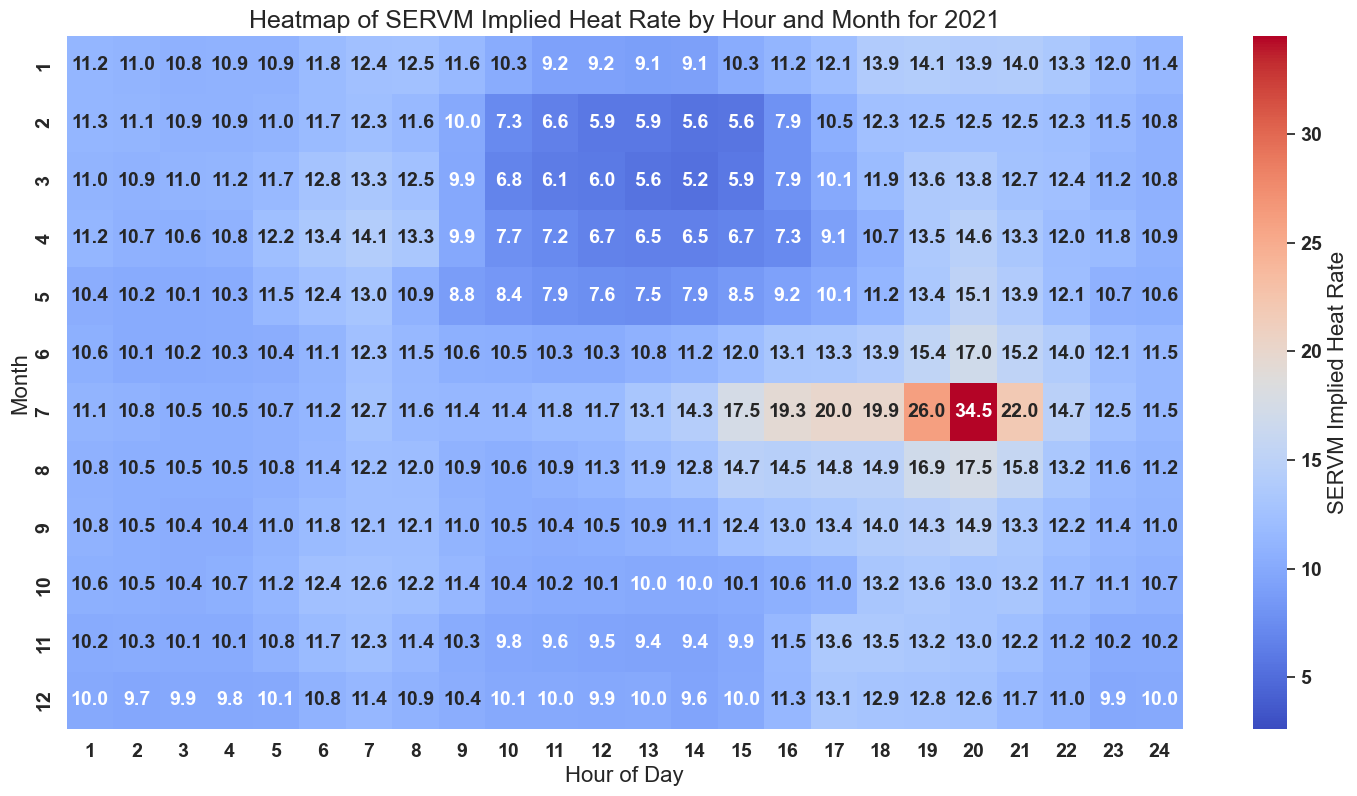 Heatmap of SERVM Implied Heat Rate by Hour and Month for 2021
1 11.2 11.0 10.8 10.9 10.9 11.8 12.4 12.5 11.6 10.3 9.2 9.2 9.1 9.1 10.3 11.2 12.1 13.9 14.1 13.9 14.0 13.3 12.0 11.4
2 11.3 11.1 10.9 10.9 11.0 11.7 12.3 11.6 10.0 7.3 6.6 5.9 5.9 5.6 5.6 7.9 10.5 12.3 12.5 12.5 12.5 12.3 11.5 10.8
3 11.0 10.9 11.0 11.2 11.7 12.8 13.3 12.5 9.9 6.8 6.1 6.0 5.6 5.2 5.9 7.9 10.1 11.9 13.6 13.8 12.7 12.4 11.2 10.8
4 11.2 10.7 10.6 10.8 12.2 13.4 14.1 13.3 9.9 7.7 7.2 6.7 6.5 6.5 6.7 7.3 9.1 10.7 13.5 14.6 13.3 12.0 11.8 10.9
5 10.4 10.2 10.1 10.3 11.5 12.4 13.0 10.9 8.8 8.4 7.9 7.6 7.5 7.9 8.5 9.2 10.1 11.2 13.4 15.1 13.9 12.1 10.7 10.6
6 10.6 10.1 10.2 10.3 10.4 11.1 12.3 11.5 10.6 10.5 10.3 10.3 10.8 11.2 12.0 13.1 13.3 13.9 15.4 17.0 15.2 14.0 12.1 11.5
7 11.1 10.8 10.5 10.5 10.7 11.2 12.7 11.6 11.4 11.4 11.8 11.7 13.1 14.3 17.5 19.3 20.0 19.9 26.0 34.5 22.0 14.7 12.5 11.5
8 10.8 10.5 10.5 10.5 10.8 11.4 12.2 12.0 10.9 10.6 10.9 11.3 11.9 12.8 14.7 14.5 14.8 14.9 16.9 17.5 15.8 13.2 11.6 11.2
9 10.8 10.5 10.4 10.4 11.0 11.8 12.1 12.1 11.0 10.5 10.4 10.5 10.9 11.1 12.4 13.0 13.4 14.0 14.3 14.9 13.3 12.2 11.4 11.0
10 10.6 10.5 10.4 10.7 11.2 12.4 12.6 12.2 11.4 10.4 10.2 10.1 10.0 10.0 10.1 10.6 11.0 13.2 13.6 13.0 13.2 11.7 11.1 10.7
11 10.2 10.3 10.1 10.1 10.8 11.7 12.3 11.4 10.3 9.8 9.6 9.5 9.4 9.4 9.9 11.5 13.6 13.5 13.2 13.0 12.2 11.2 10.2 10.2
12 10.0 9.7 9.9 9.8 10.1 10.8 11.4 10.9 10.4 10.1 10.0 9.9 10.0 9.6 10.0 11.3 13.1 12.9 12.8 12.6 11.7 11.0 9.9 10.0
1 2 3 4 5 6 7 8 9 10 11 12 13 14 15 16 17 18 19 20 21 22 23 24
Hour of Day
Month
30
25
20
15
10
5
SERVM Implied Heat Rate